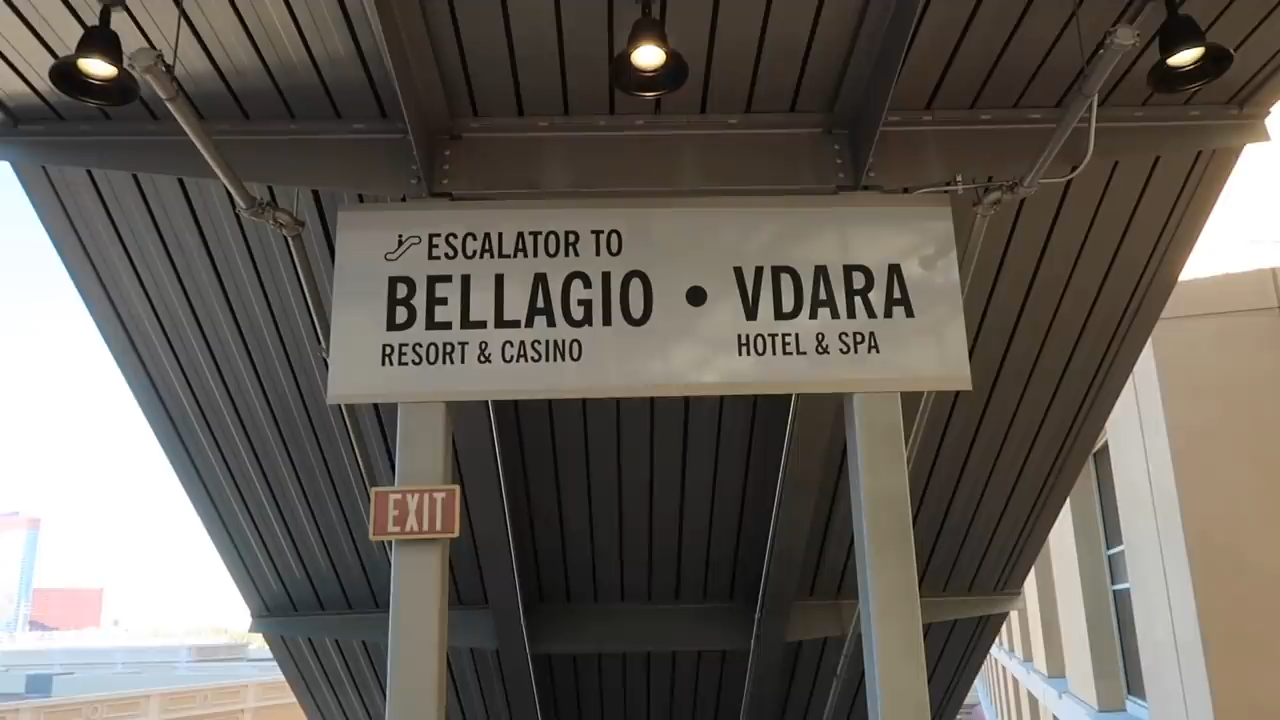 ESCALATOR TO
BELLAGIO • VDARA
RESORT & CASINO HOTEL & SPA
EXIT